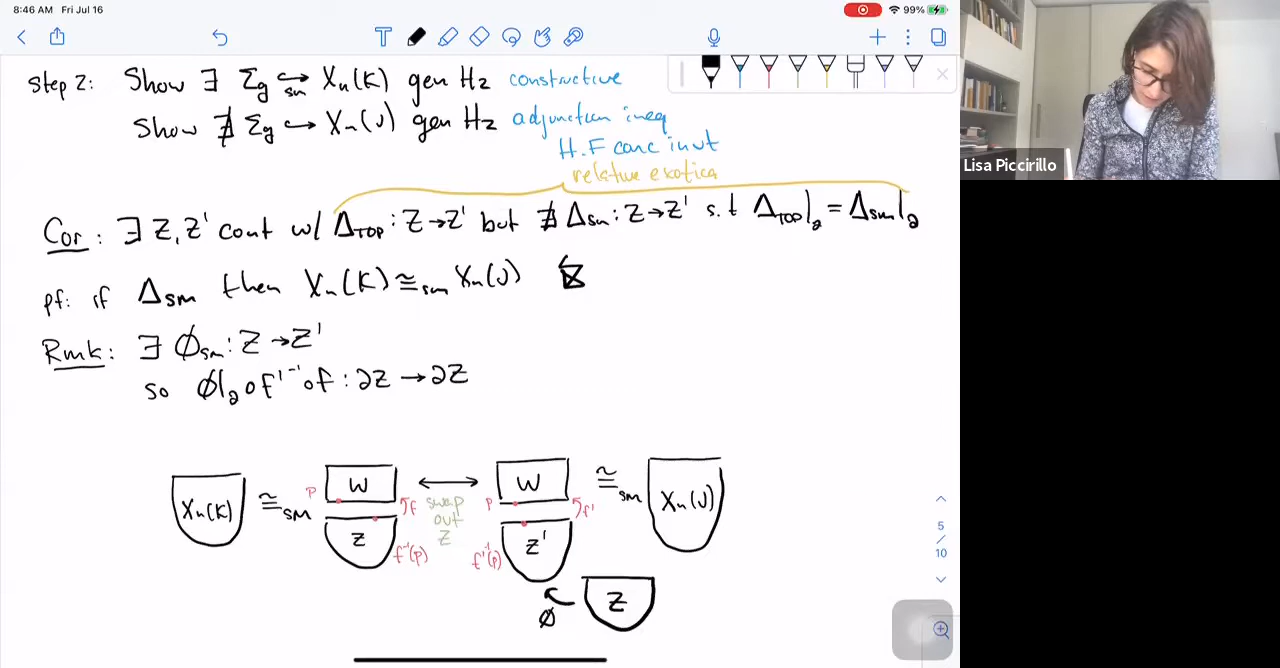 8:46 AM Fri Jul 16
99%
Step 2: Show ∃ Σg ↪sm Xn(K) gen H2 constructive
Show ∄ Σg ↪ Xn(J) gen H2 adjunction ineq
H.F conc invt
relative exotica
Cor: ∃ Z, Z' cont w/ ΔTOP: Z→Z' but ∄ Δsm: Z→Z' s.t ΔTOP|∂ = Δsm|∂
pf: if Δsm then Xn(K) ≅sm Xn(J)
Rmk: ∃ φsm: Z→Z'
so φ|∂ ∘ f'⁻¹ ∘ f : ∂Z → ∂Z
Xn(K) ≅SM p W f Z f⁻¹(p) swap out Z p W f' Z' f'⁻¹(p) ≅SM Xn(J)
φ Z
5 / 10
Lisa Piccirillo